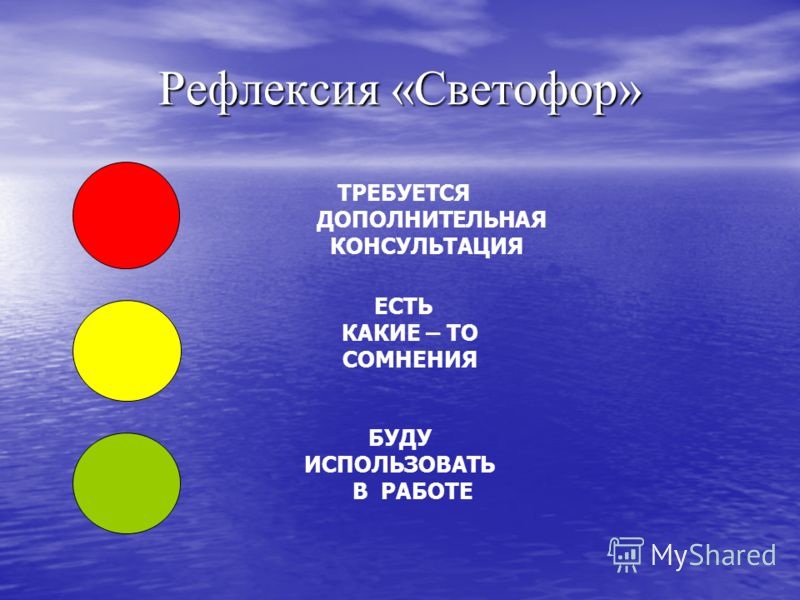 Рефлексия «Светофор»
ТРЕБУЕТСЯ
ДОПОЛНИТЕЛЬНАЯ
КОНСУЛЬТАЦИЯ
ЕСТЬ
КАКИЕ – ТО
СОМНЕНИЯ
БУДУ
ИСПОЛЬЗОВАТЬ
В РАБОТЕ
MyShared